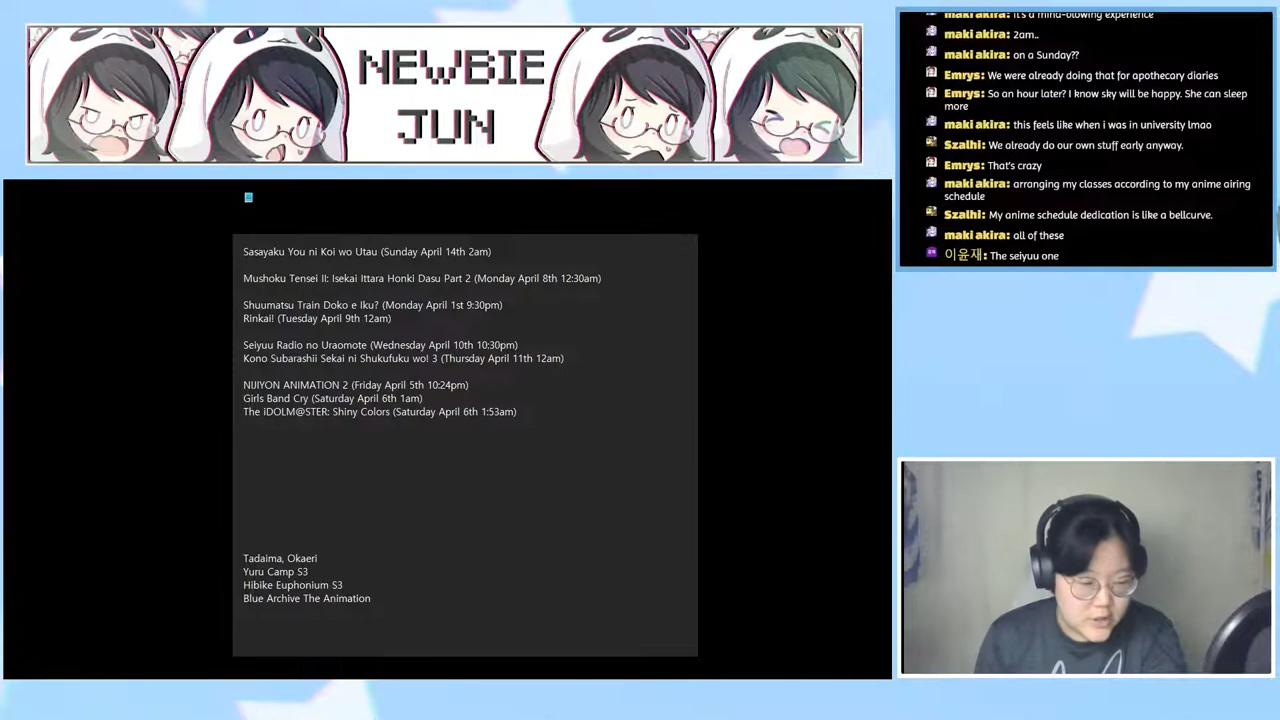 NEWBIE
JUN
Sasayaku You ni Koi wo Utau (Sunday April 14th 2am)
Mushoku Tensei II: Isekai Ittara Honki Dasu Part 2 (Monday April 8th 12:30am)
Shuumatsu Train Doko e Iku? (Monday April 1st 9:30pm)
Rinkai! (Tuesday April 9th 12am)
Seiyuu Radio no Uraomote (Wednesday April 10th 10:30pm)
Kono Subarashii Sekai ni Shukufuku wo! 3 (Thursday April 11th 12am)
NIJIYON ANIMATION 2 (Friday April 5th 10:24pm)
Girls Band Cry (Saturday April 6th 1am)
The iDOLM@STER: Shiny Colors (Saturday April 6th 1:53am)
Tadaima, Okaeri
Yuru Camp S3
Hibike Euphonium S3
Blue Archive The Animation
maki akira: it's a mind-blowing experience
maki akira: 2am..
maki akira: on a Sunday??
Emrys: We were already doing that for apothecary diaries
Emrys: So an hour later? I know sky will be happy. She can sleep
more
maki akira: this feels like when i was in university lmao
Szalhi: We already do our own stuff early anyway.
Emrys: That's crazy
maki akira: arranging my classes according to my anime airing
schedule
Szalhi: My anime schedule dedication is like a bellcurve.
maki akira: all of these
이윤재: The seiyuu one